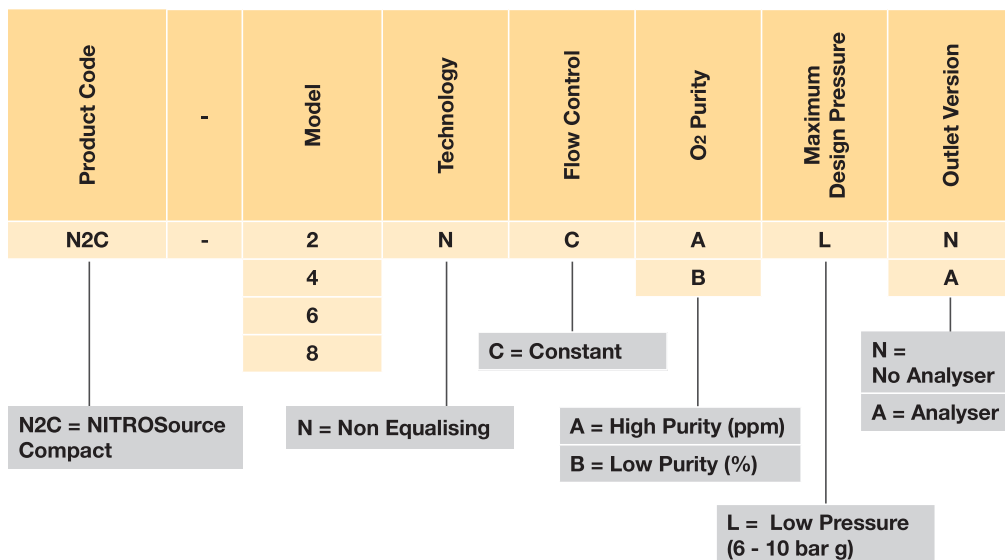 Product Code
-
Model
Technology
Flow Control
O2 Purity
Maximum
Design Pressure
Outlet Version
N2C - 2 N C A L N
4 B A
6
8
C = Constant
N =
No Analyser
A = Analyser
N2C = NITROSource
Compact
N = Non Equalising
A = High Purity (ppm)
B = Low Purity (%)
L = Low Pressure
(6 - 10 bar g)